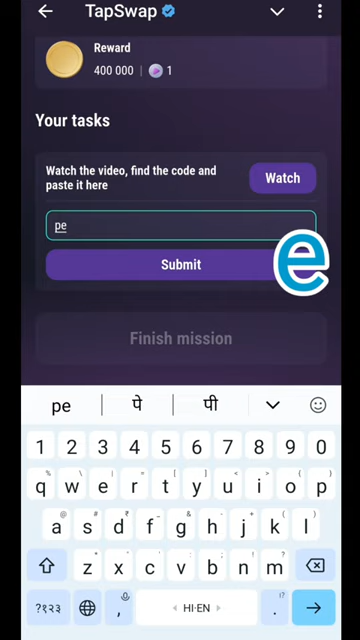 TapSwap
Reward
400 000 | 1
Your tasks
Watch the video, find the code and
paste it here
Watch
pe
Submit
e
Finish mission
pe | पे | पी
1 2 3 4 5 6 7 8 9 0
% \ | = [ ] < > { }
q w e r t y u i o p
@ # ₹ _ & - + ( )
a s d f g h j k l
* " ' : ; ! ?
z x c v b n m
?१२३ , HI·EN . !?